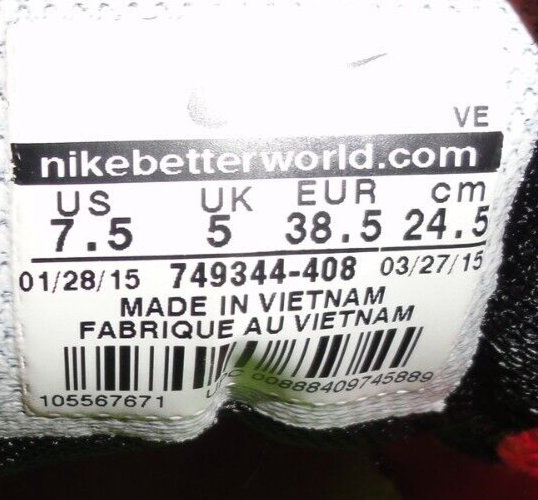 VE
nikebetterworld.com
US UK EUR cm
7.5 5 38.5 24.5
01/28/15 749344-408 03/27/15
MADE IN VIETNAM
FABRIQUE AU VIETNAM
105567671 UPC 00888409745889